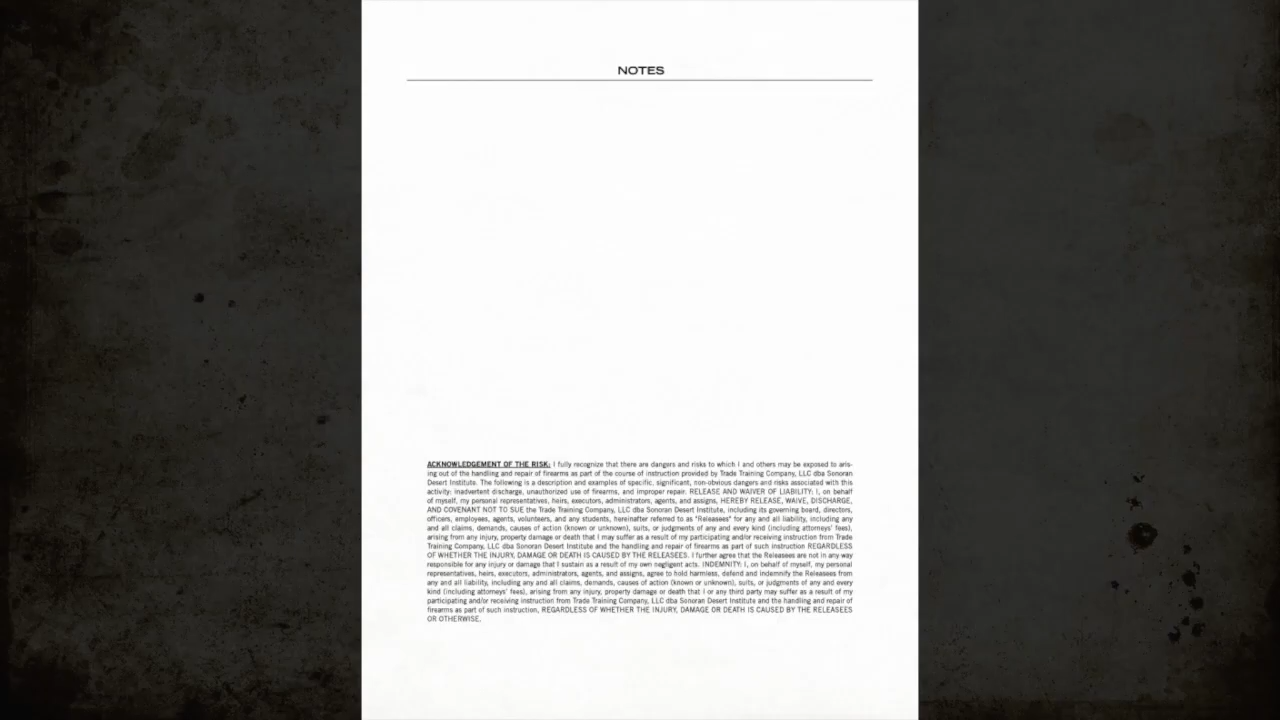 NOTES
ACKNOWLEDGEMENT OF THE RISK: I fully recognize that there are dangers and risks to which I and others may be exposed to aris-
ing out of the handling and repair of firearms as part of the course of instruction provided by Trade Training Company, LLC dba Sonoran
Desert Institute. The following is a description and examples of specific, significant, non-obvious dangers and risks associated with this
activity: inadvertent discharge, unauthorized use of firearms, and improper repair. RELEASE AND WAIVER OF LIABILITY: I, on behalf
of myself, my personal representatives, heirs, executors, administrators, agents, and assigns, HEREBY RELEASE, WAIVE, DISCHARGE,
AND COVENANT NOT TO SUE the Trade Training Company, LLC dba Sonoran Desert Institute, including its governing board, directors,
officers, employees, agents, volunteers, and any students, hereinafter referred to as "Releasees" for any and all liability, including any
and all claims, demands, causes of action (known or unknown), suits, or judgments of any and every kind (including attorneys' fees),
arising from any injury, property damage or death that I may suffer as a result of my participating and/or receiving instruction from Trade
Training Company, LLC dba Sonoran Desert Institute and the handling and repair of firearms as part of such instruction REGARDLESS
OF WHETHER THE INJURY, DAMAGE OR DEATH IS CAUSED BY THE RELEASEES. I further agree that the Releasees are not in any way
responsible for any injury or damage that I sustain as a result of my own negligent acts. INDEMNITY: I, on behalf of myself, my personal
representatives, heirs, executors, administrators, agents, and assigns, agree to hold harmless, defend and indemnify the Releasees from
any and all liability, including any and all claims, demands, causes of action (known or unknown), suits, or judgments of any and every
kind (including attorneys' fees), arising from any injury, property damage or death that I or any third party may suffer as a result of my
participating and/or receiving instruction from Trade Training Company, LLC dba Sonoran Desert Institute and the handling and repair of
firearms as part of such instruction, REGARDLESS OF WHETHER THE INJURY, DAMAGE OR DEATH IS CAUSED BY THE RELEASEES
OR OTHERWISE.